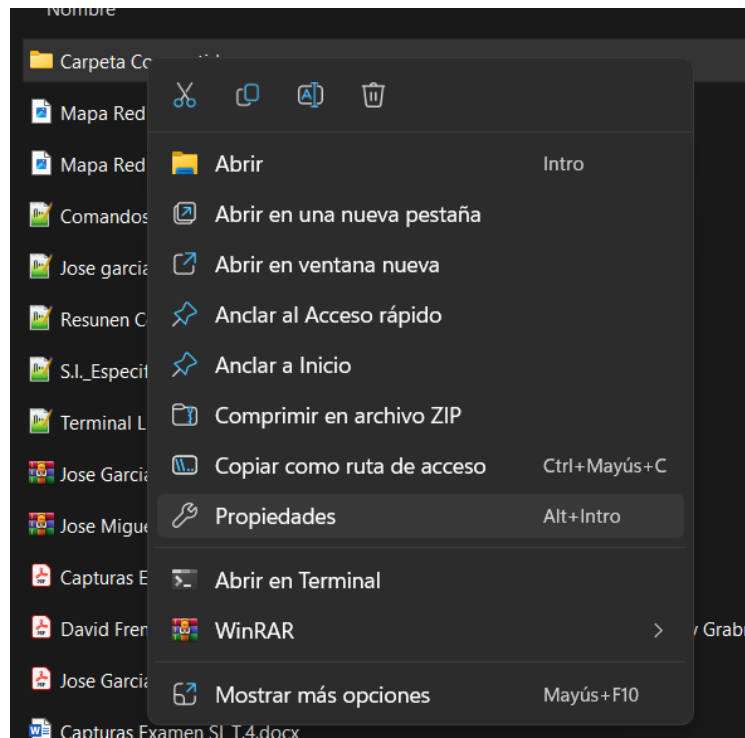 Nombre
Carpeta
Mapa Red
Mapa Red
Abrir Intro
Comandos
Abrir en una nueva pestaña
Jose garcia
Abrir en ventana nueva
Resunen
Anclar al Acceso rápido
S.I._Especif
Anclar a Inicio
Terminal L
Comprimir en archivo ZIP
Jose Garcia
Copiar como ruta de acceso Ctrl+Mayús+C
Jose Migue
Propiedades Alt+Intro
Capturas E
Abrir en Terminal
David Fren
WinRAR
y Grab
Jose Garcia
Mostrar más opciones Mayús+F10
Capturas Examen SI_T.4.docx